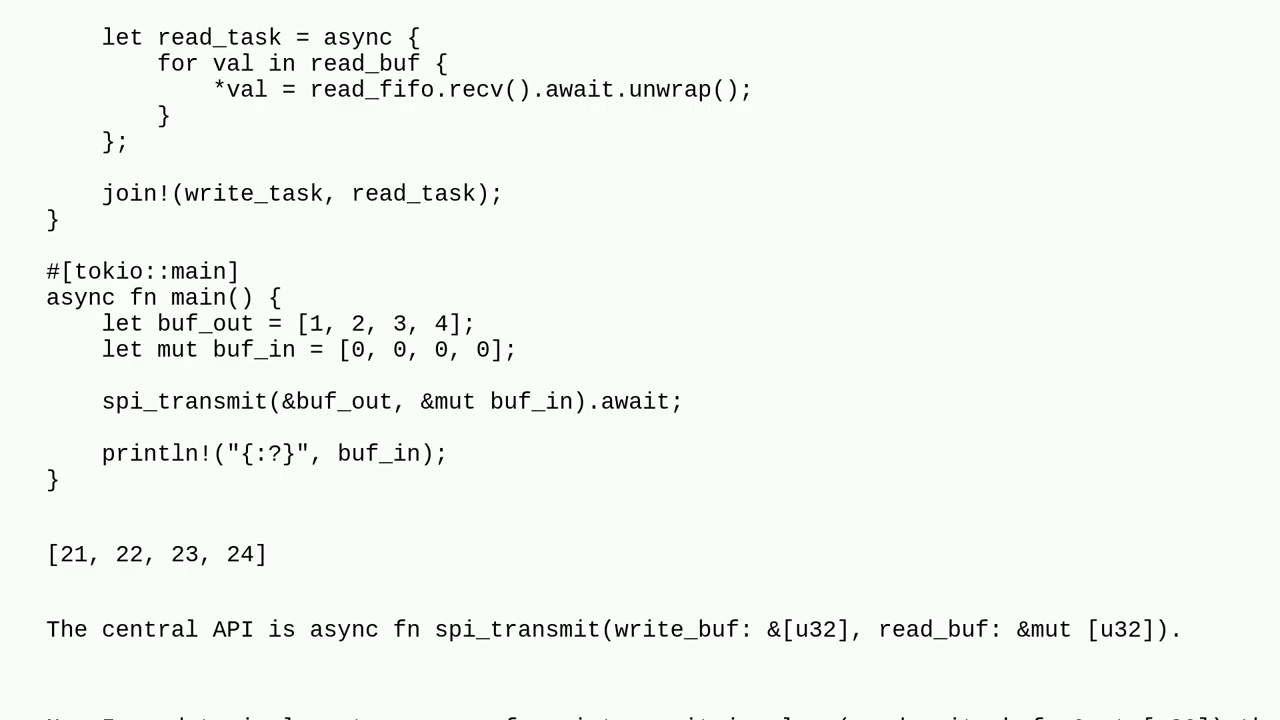 let read_task = async {
        for val in read_buf {
            *val = read_fifo.recv().await.unwrap();
        }
    };

    join!(write_task, read_task);
}

#[tokio::main]
async fn main() {
    let buf_out = [1, 2, 3, 4];
    let mut buf_in = [0, 0, 0, 0];

    spi_transmit(&buf_out, &mut buf_in).await;

    println!("{:?}", buf_in);
}

[21, 22, 23, 24]

The central API is async fn spi_transmit(write_buf: &[u32], read_buf: &mut [u32]).